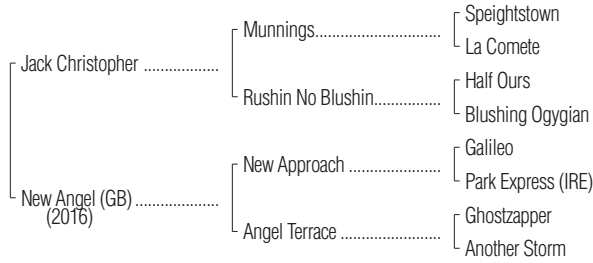 Speightstown
Munnings..............................
La Comete
Jack Christopher ...................
Half Ours
Rushin No Blushin................
Blushing Ogygian
Galileo
New Approach ......................
Park Express (IRE)
New Angel (GB) .....................
(2016)
Ghostzapper
Angel Terrace ........................
Another Storm